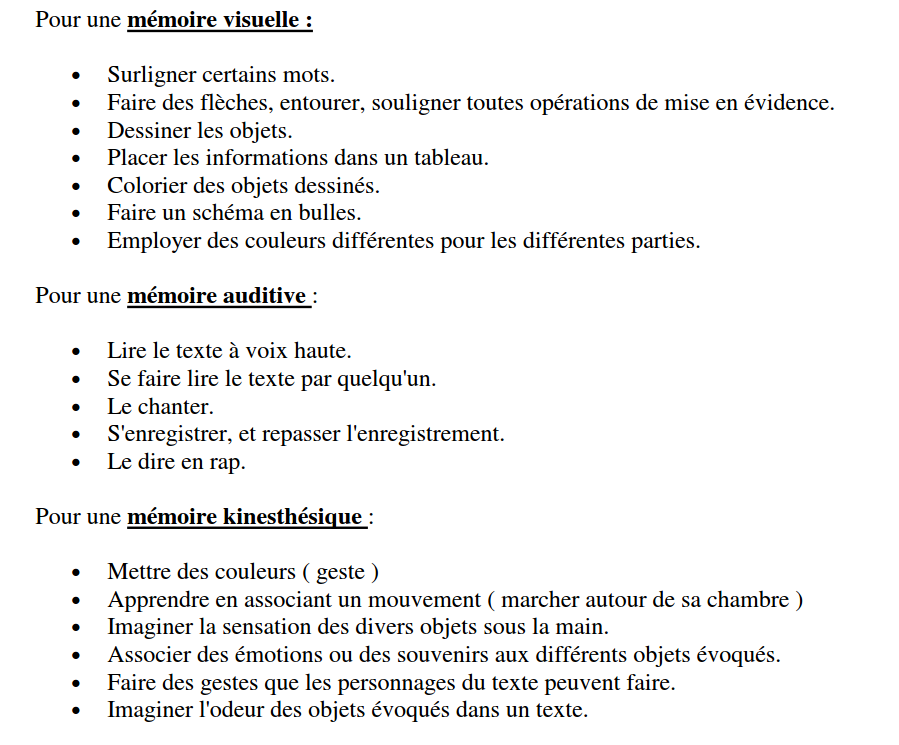 Pour une mémoire visuelle :
• Surligner certains mots.
• Faire des flèches, entourer, souligner toutes opérations de mise en évidence.
• Dessiner les objets.
• Placer les informations dans un tableau.
• Colorier des objets dessinés.
• Faire un schéma en bulles.
• Employer des couleurs différentes pour les différentes parties.
Pour une mémoire auditive :
• Lire le texte à voix haute.
• Se faire lire le texte par quelqu'un.
• Le chanter.
• S'enregistrer, et repasser l'enregistrement.
• Le dire en rap.
Pour une mémoire kinesthésique :
• Mettre des couleurs ( geste )
• Apprendre en associant un mouvement ( marcher autour de sa chambre )
• Imaginer la sensation des divers objets sous la main.
• Associer des émotions ou des souvenirs aux différents objets évoqués.
• Faire des gestes que les personnages du texte peuvent faire.
• Imaginer l'odeur des objets évoqués dans un texte.